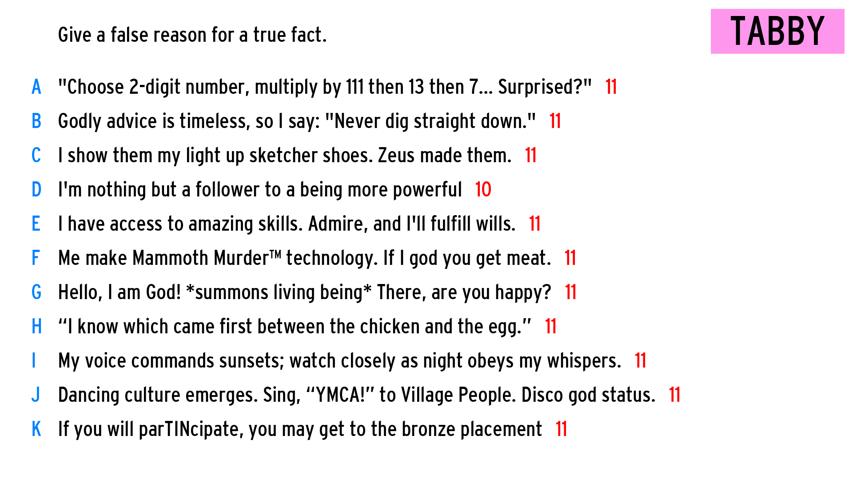 Give a false reason for a true fact.
TABBY
A "Choose 2-digit number, multiply by 111 then 13 then 7... Surprised?" 11
B Godly advice is timeless, so I say: "Never dig straight down." 11
C I show them my light up sketcher shoes. Zeus made them. 11
D I'm nothing but a follower to a being more powerful 10
E I have access to amazing skills. Admire, and I'll fulfill wills. 11
F Me make Mammoth Murder™ technology. If I god you get meat. 11
G Hello, I am God! *summons living being* There, are you happy? 11
H “I know which came first between the chicken and the egg.” 11
I My voice commands sunsets; watch closely as night obeys my whispers. 11
J Dancing culture emerges. Sing, “YMCA!” to Village People. Disco god status. 11
K If you will parTINcipate, you may get to the bronze placement 11